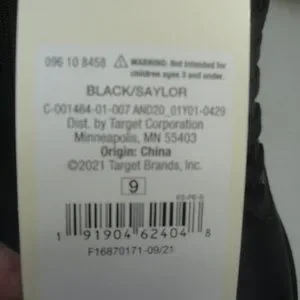 096 10 8458
WARNING: Not intended for
children ages 3 and under.
BLACK/SAYLOR
C-001464-01-007 AND20_01Y01-0429
Dist. by Target Corporation
Minneapolis, MN 55403
Origin: China
©2021 Target Brands, Inc.
9
1 91904 62404 8
F16870171-09/21